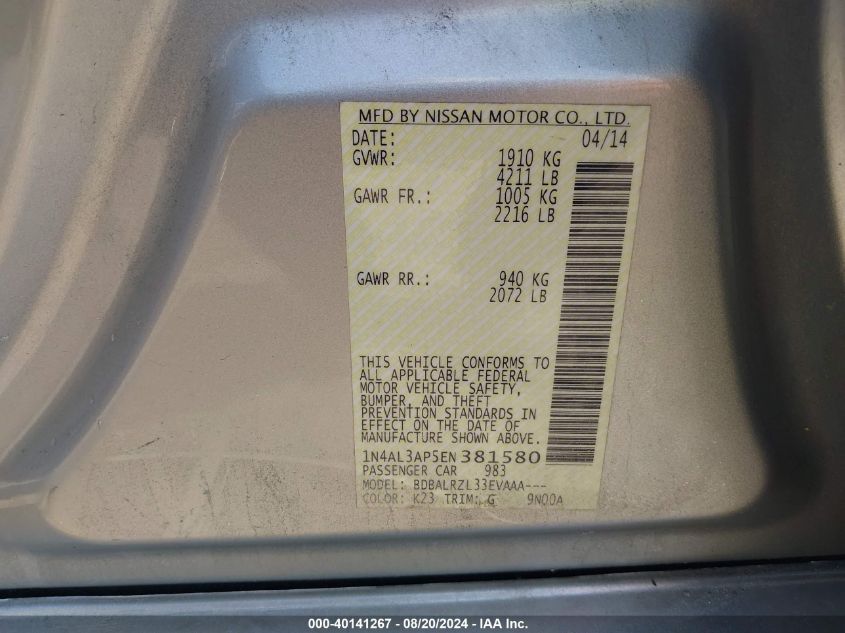 MFD BY NISSAN MOTOR CO., LTD.
DATE: 04/14
GVWR: 1910 KG
4211 LB
GAWR FR.: 1005 KG
2216 LB
GAWR RR.: 940 KG
2072 LB
THIS VEHICLE CONFORMS TO
ALL APPLICABLE FEDERAL
MOTOR VEHICLE SAFETY,
BUMPER, AND THEFT
PREVENTION STANDARDS IN
EFFECT ON THE DATE OF
MANUFACTURE SHOWN ABOVE.
1N4AL3AP5EN381580
PASSENGER CAR 983
MODEL: BDBALRZL33EVAAA---
COLOR: K23 TRIM: G 9N00A
000-40141267 - 08/20/2024 - IAA Inc.